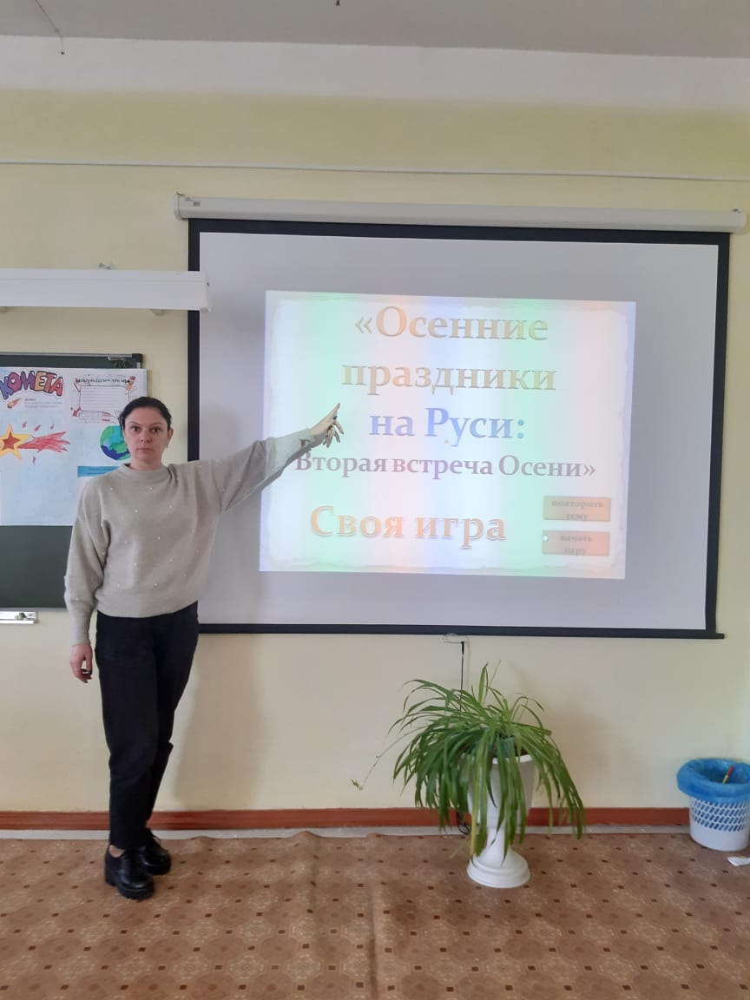 «Осенние
праздники
на Руси:
Вторая встреча Осени»
Своя игра
повторить
тему
начать
игру
КОМЕТА